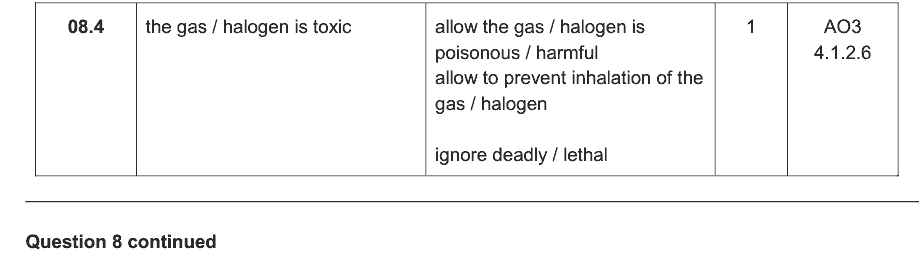 08.4 the gas / halogen is toxic allow the gas / halogen is 1 AO3
poisonous / harmful 4.1.2.6
allow to prevent inhalation of the
gas / halogen
ignore deadly / lethal
Question 8 continued